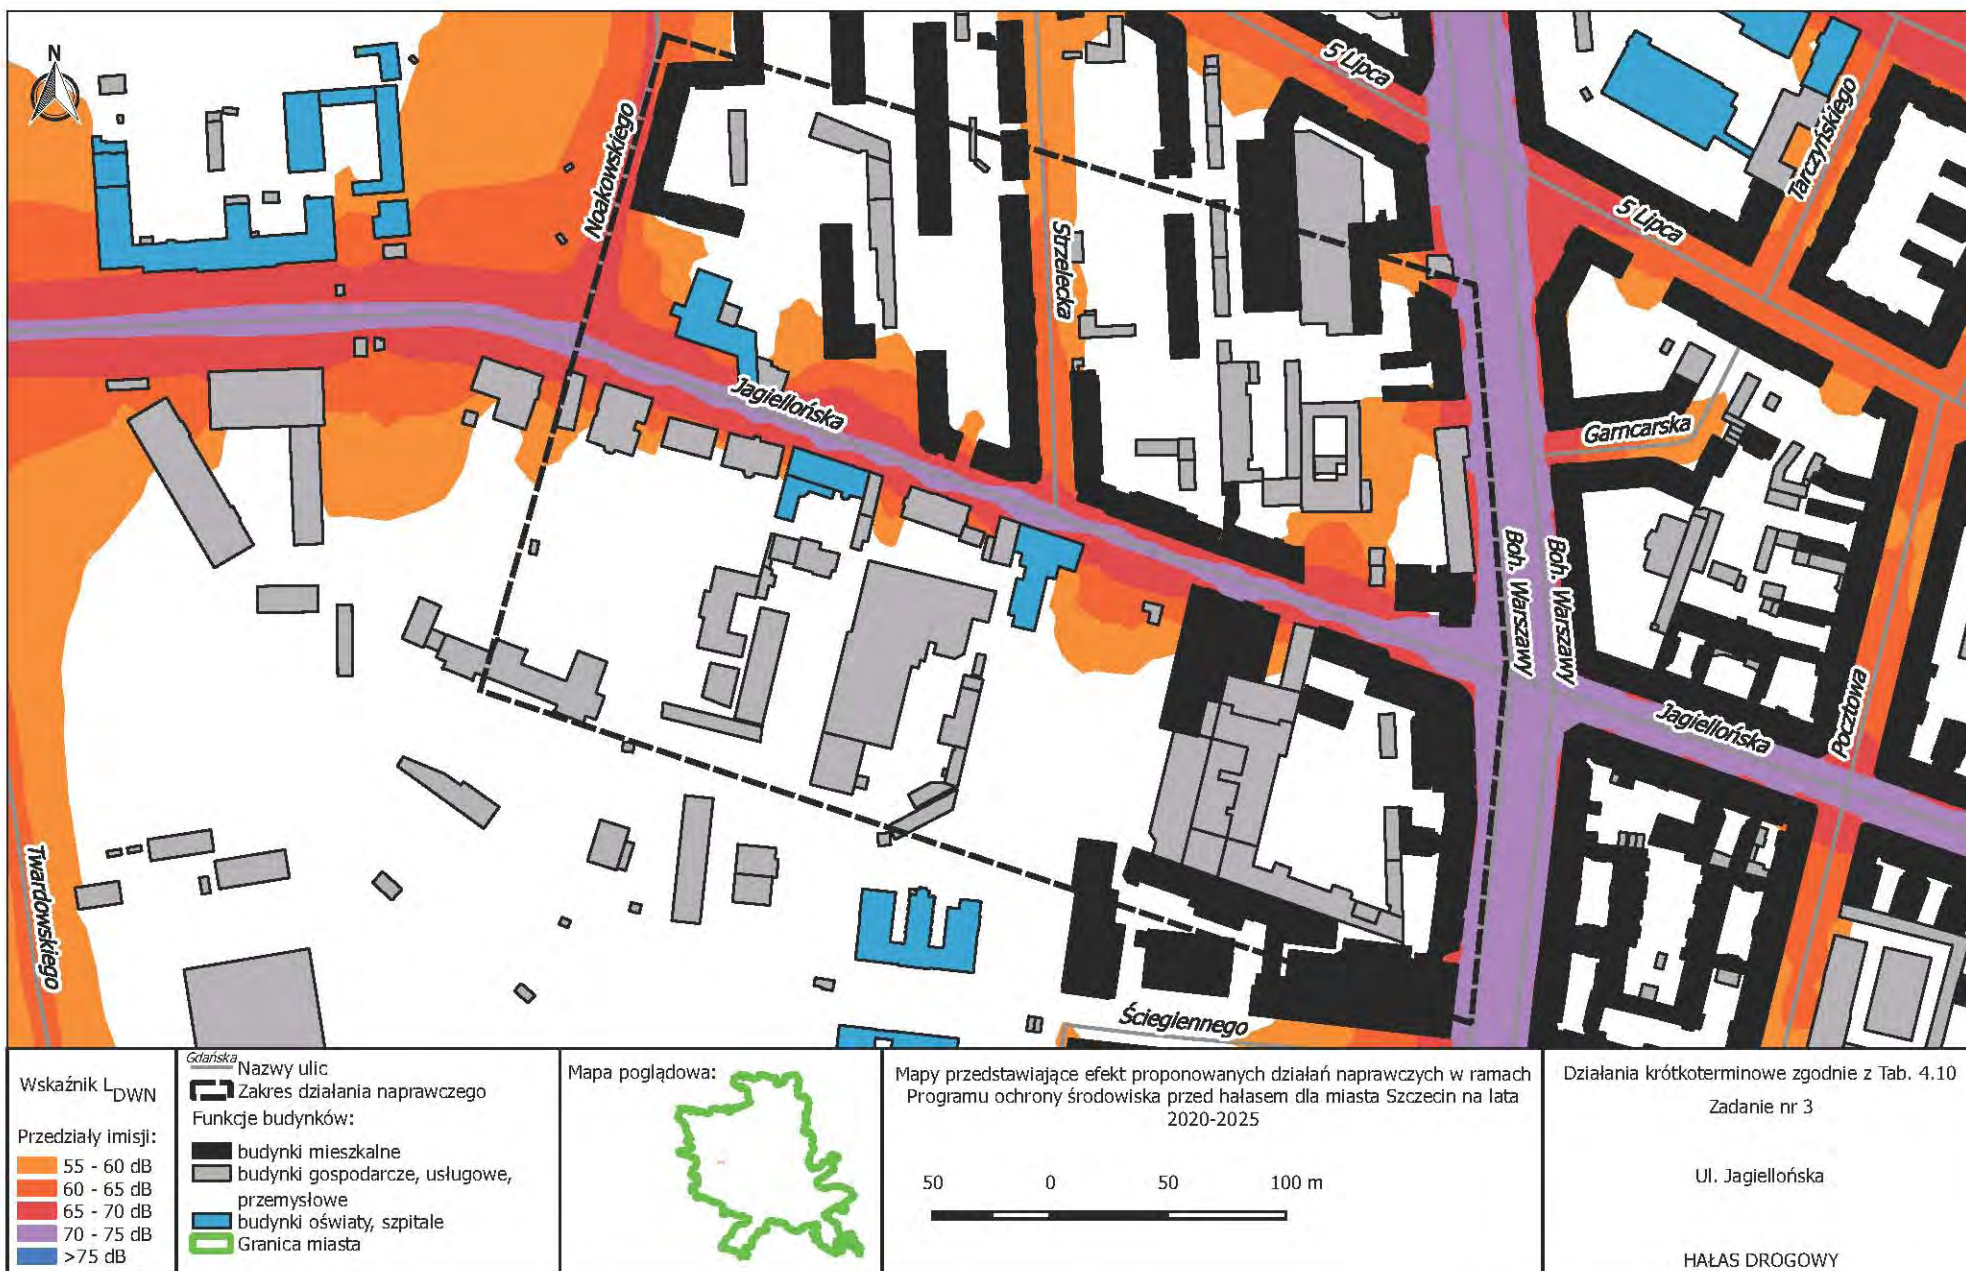 N
5 Lipca
Tarczyńskiego
Noakowskiego
5 Lipca
Strzelecka
Jagiellońska
Garncarska
Boh. Warszawy
Boh. Warszawy
Jagiellońska
Pocztowa
Twardowskiego
Ściegiennego
Wskaźnik LDWN
Przedziały imisji:
55 - 60 dB
60 - 65 dB
65 - 70 dB
70 - 75 dB
>75 dB
Gdańska
Nazwy ulic
Zakres działania naprawczego
Funkcje budynków:
budynki mieszkalne
budynki gospodarcze, usługowe,
przemysłowe
budynki oświaty, szpitale
Granica miasta
Mapa poglądowa:
Mapy przedstawiające efekt proponowanych działań naprawczych w ramach
Programu ochrony środowiska przed hałasem dla miasta Szczecin na lata
2020-2025
50 0 50 100 m
Działania krótkoterminowe zgodnie z Tab. 4.10
Zadanie nr 3
Ul. Jagiellońska
HAŁAS DROGOWY